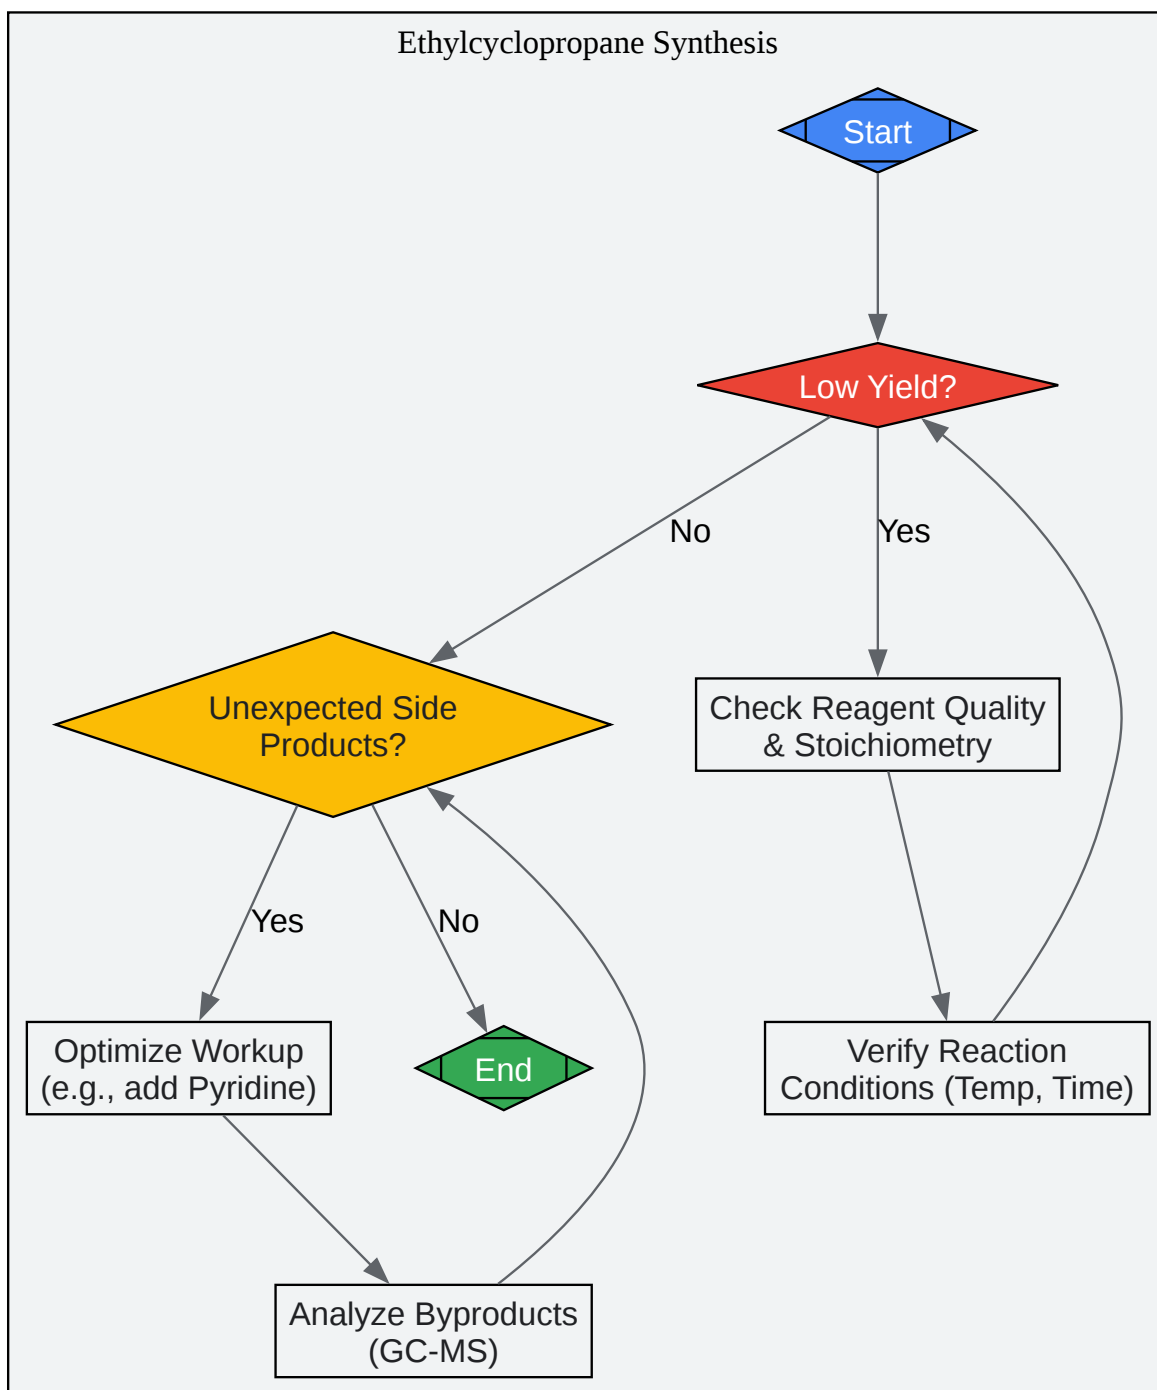 Ethylcyclopropane Synthesis
Start
Low Yield?
No
Yes
Unexpected Side
Products?
Check Reagent Quality
& Stoichiometry
Yes
No
Optimize Workup
(e.g., add Pyridine)
End
Verify Reaction
Conditions (Temp, Time)
Analyze Byproducts
(GC-MS)